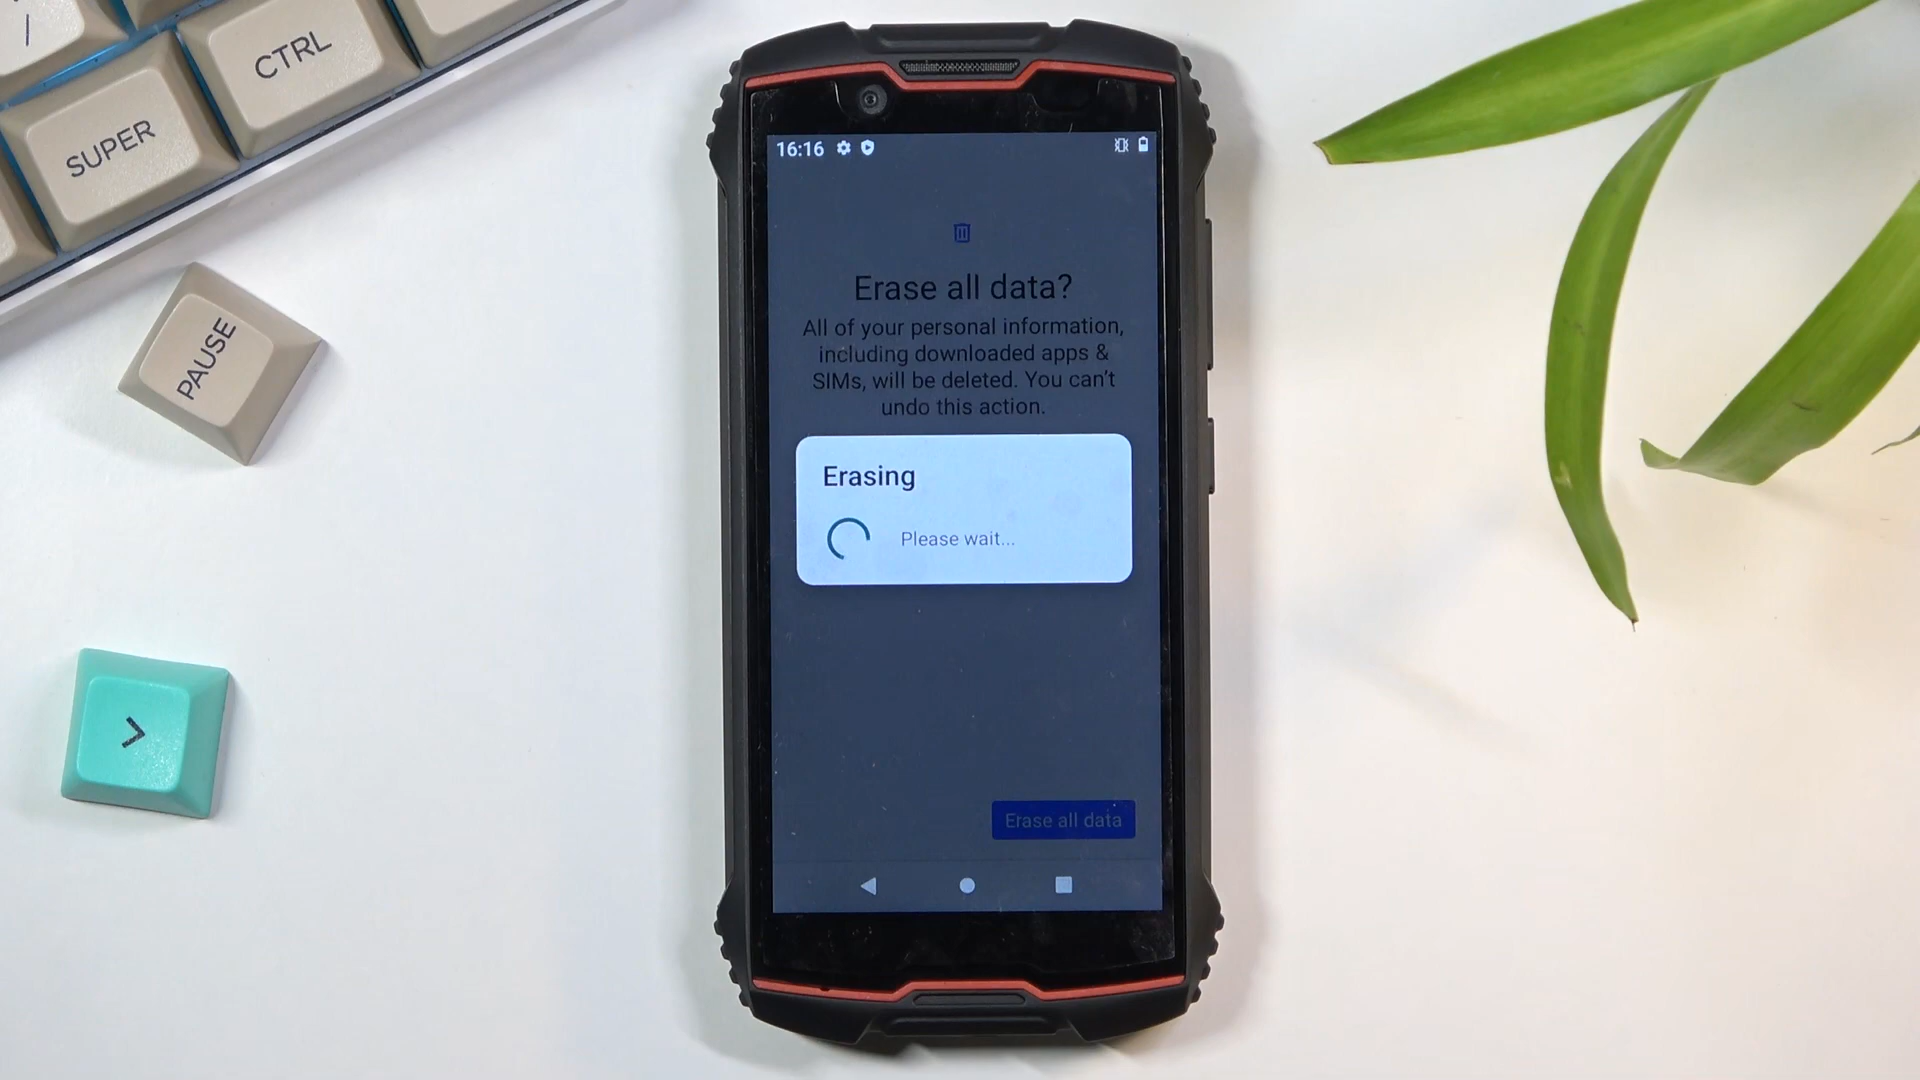 /
CTRL
SUPER
PAUSE
>
16:16
Erase all data?
All of your personal information,
including downloaded apps &
SIMs, will be deleted. You can't
undo this action.
Erasing
Please wait...
Erase all data